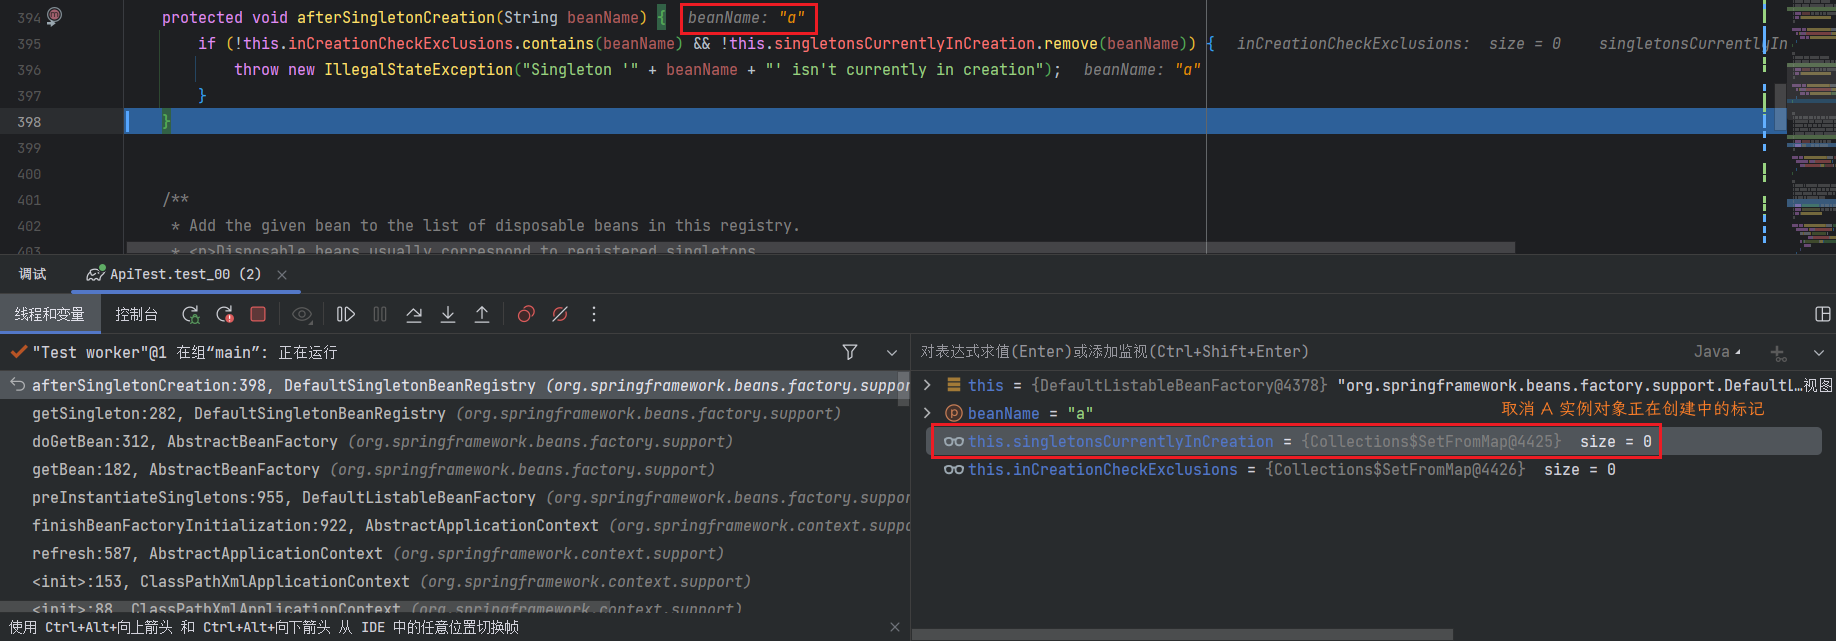 394 protected void afterSingletonCreation(String beanName) { beanName: "a"
395 if (!this.inCreationCheckExclusions.contains(beanName) && !this.singletonsCurrentlyInCreation.remove(beanName)) { inCreationCheckExclusions: size = 0 singletonsCurrentlyIn
396 throw new IllegalStateException("Singleton '" + beanName + "' isn't currently in creation"); beanName: "a"
397 }
398 }
399
400
401 /**
402 * Add the given bean to the list of disposable beans in this registry.
403 * <p>Disposable beans usually correspond to registered singletons
调试 ApiTest.test_00 (2)
线程和变量 控制台
"Test worker"@1 在组“main”: 正在运行
afterSingletonCreation:398, DefaultSingletonBeanRegistry (org.springframework.beans.factory.suppor
getSingleton:282, DefaultSingletonBeanRegistry (org.springframework.beans.factory.support)
doGetBean:312, AbstractBeanFactory (org.springframework.beans.factory.support)
getBean:182, AbstractBeanFactory (org.springframework.beans.factory.support)
preInstantiateSingletons:955, DefaultListableBeanFactory (org.springframework.beans.factory.suppor
finishBeanFactoryInitialization:922, AbstractApplicationContext (org.springframework.context.suppo
refresh:587, AbstractApplicationContext (org.springframework.context.support)
<init>:153, ClassPathXmlApplicationContext (org.springframework.context.support)
<init>:88, ClassPathXmlApplicationContext (org.springframework.context.support)
对表达式求值(Enter)或添加监视(Ctrl+Shift+Enter) Java
this = {DefaultListableBeanFactory@4378} "org.springframework.beans.factory.support.DefaultL...视图
beanName = "a"
取消 A 实例对象正在创建中的标记
this.singletonsCurrentlyInCreation = {Collections$SetFromMap@4425} size = 0
this.inCreationCheckExclusions = {Collections$SetFromMap@4426} size = 0
使用 Ctrl+Alt+向上箭头 和 Ctrl+Alt+向下箭头 从 IDE 中的任意位置切换帧